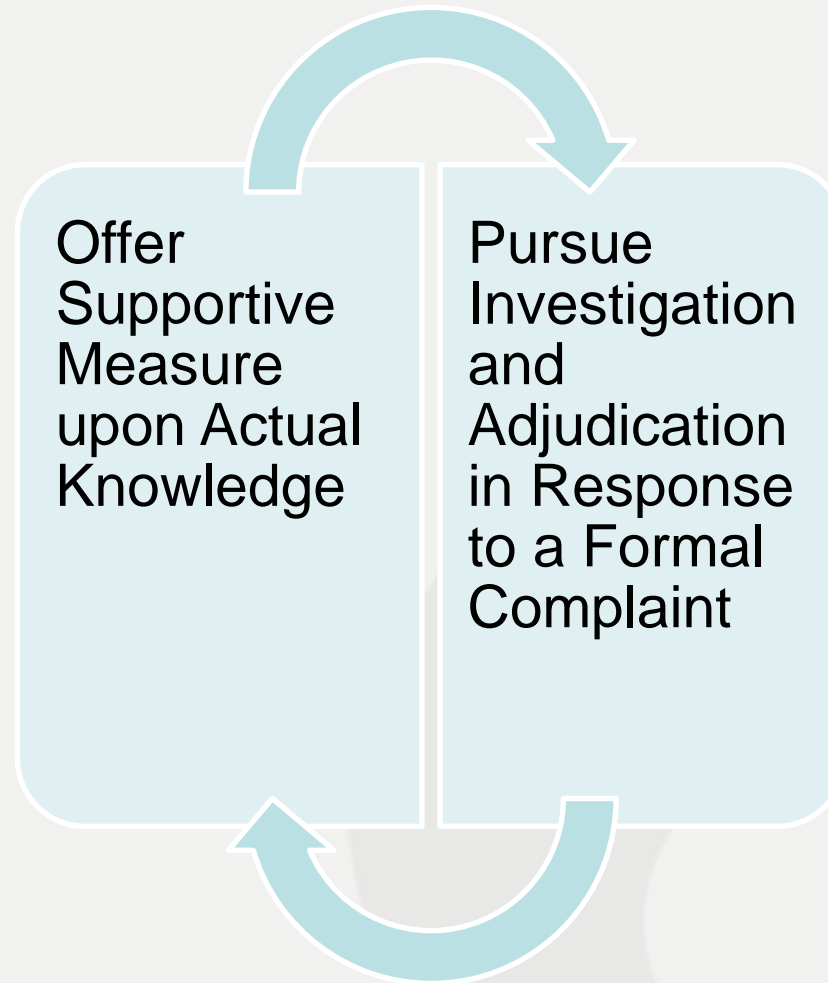 Offer
Supportive
Measure
upon Actual
Knowledge
Pursue
Investigation
and
Adjudication
in Response
to a Formal
Complaint